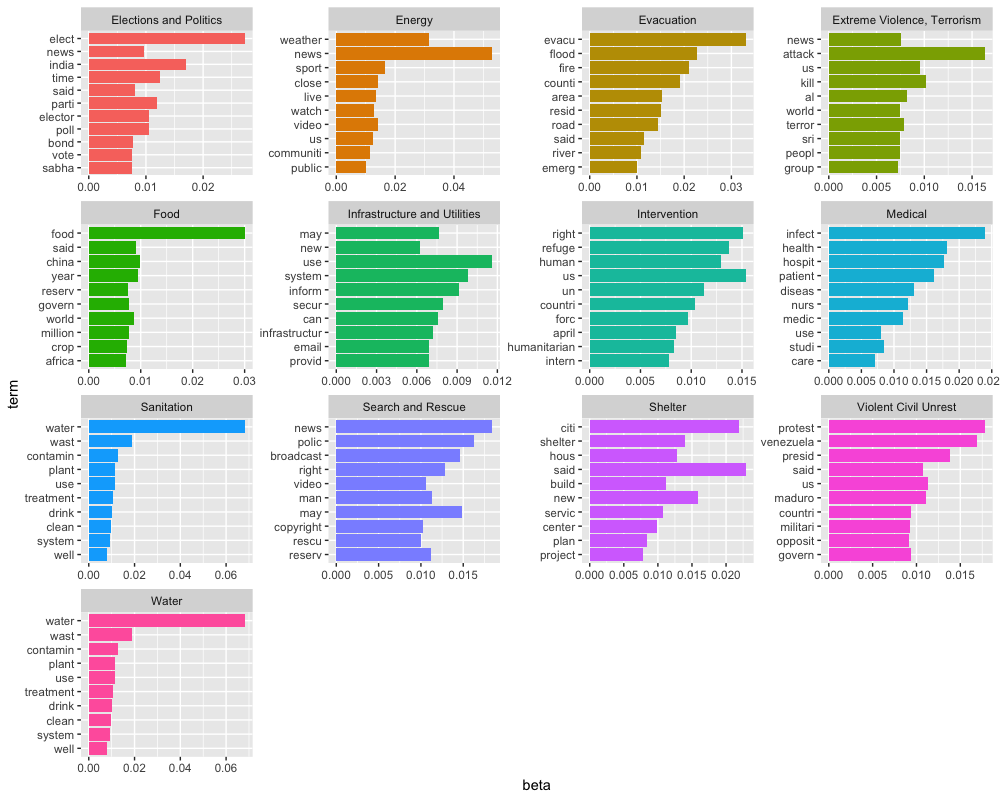 Elections and Politics
elect
news
india
time
said
parti
elector
poll
bond
vote
sabha
0.00 0.01 0.02
Energy
weather
news
sport
close
live
watch
video
us
communiti
public
0.00 0.02 0.04
Evacuation
evacu
flood
fire
counti
area
resid
road
said
river
emerg
0.00 0.01 0.02 0.03
Extreme Violence, Terrorism
news
attack
us
kill
al
world
terror
sri
peopl
group
0.000 0.005 0.010 0.015
Food
food
said
china
year
reserv
govern
world
million
crop
africa
0.00 0.01 0.02 0.03
Infrastructure and Utilities
may
new
use
system
inform
secur
can
infrastructur
email
provid
0.000 0.003 0.006 0.009 0.012
Intervention
right
refuge
human
us
un
countri
forc
april
humanitarian
intern
0.000 0.005 0.010 0.015
Medical
infect
health
hospit
patient
diseas
nurs
medic
use
studi
care
0.000 0.005 0.010 0.015 0.020 0.02
term
Sanitation
water
wast
contamin
plant
use
treatment
drink
clean
system
well
0.00 0.02 0.04 0.06
Search and Rescue
news
polic
broadcast
right
video
man
may
copyright
rescu
reserv
0.000 0.005 0.010 0.015
Shelter
citi
shelter
hous
said
build
new
servic
center
plan
project
0.000 0.005 0.010 0.015 0.020
Violent Civil Unrest
protest
venezuela
presid
said
us
maduro
countri
militari
opposit
govern
0.000 0.005 0.010 0.015
Water
water
wast
contamin
plant
use
treatment
drink
clean
system
well
0.00 0.02 0.04 0.06
beta